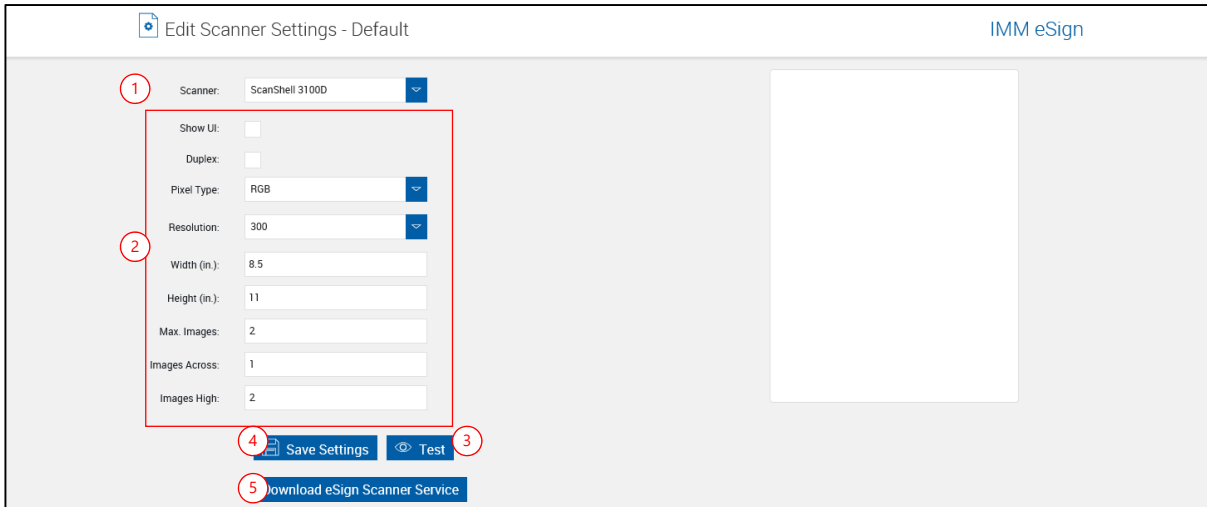 Edit Scanner Settings - Default
IMM eSign
1
Scanner: ScanShell 3100D
Show UI:
Duplex:
Pixel Type: RGB
Resolution: 300
2
Width (in.): 8.5
Height (in.): 11
Max. Images: 2
Images Across: 1
Images High: 2
4 Save Settings Test 3
5 Download eSign Scanner Service